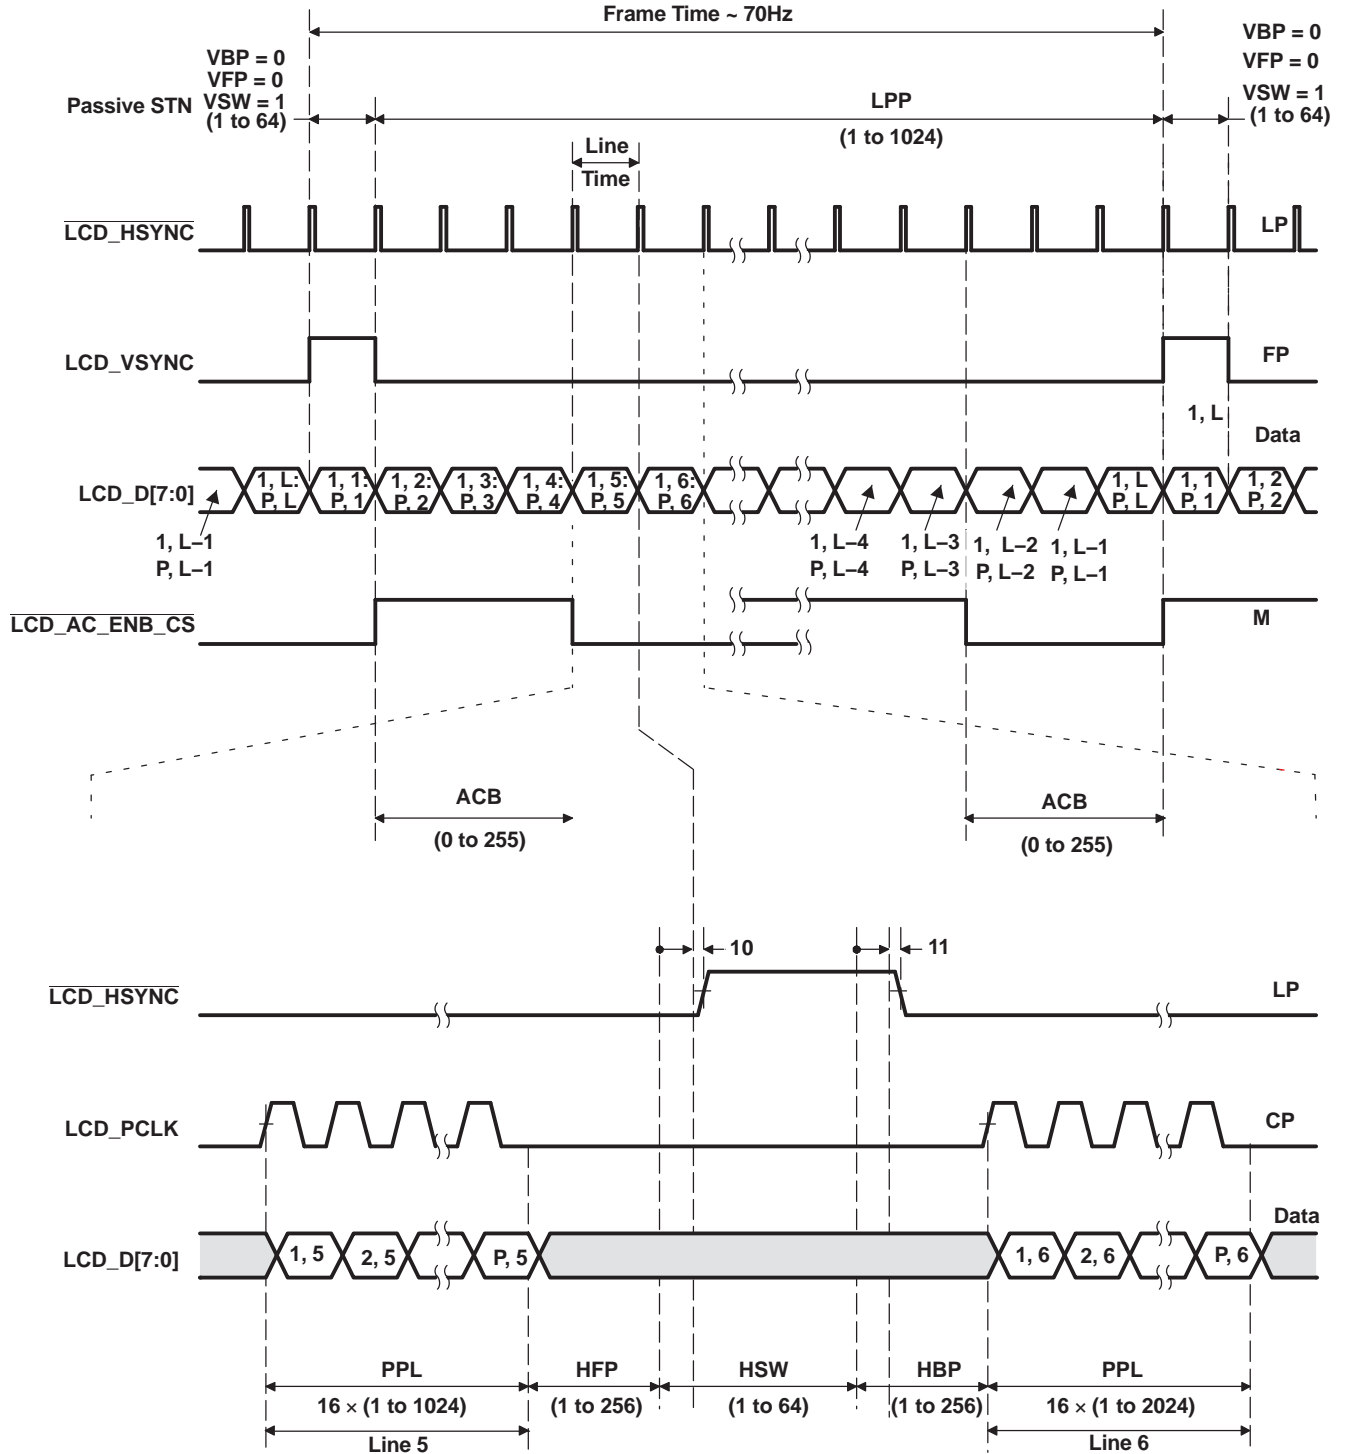 Frame Time ~ 70Hz
VBP = 0
VFP = 0
VSW = 1
(1 to 64)
Passive STN
LPP
(1 to 1024)
VBP = 0
VFP = 0
VSW = 1
(1 to 64)
Line
Time
LCD_HSYNC
LP
LCD_VSYNC
FP
1, L
Data
LCD_D[7:0]
1, L:
P, L
1, 1:
P, 1
1, 2:
P, 2
1, 3:
P, 3
1, 4:
P, 4
1, 5:
P, 5
1, 6:
P, 6
1, L
P, L
1, 1
P, 1
1, 2
P, 2
1, L–1
P, L–1
1, L–4
P, L–4
1, L–3
P, L–3
1, L–2
P, L–2
1, L–1
P, L–1
LCD_AC_ENB_CS
M
ACB
(0 to 255)
ACB
(0 to 255)
10
11
LCD_HSYNC
LP
LCD_PCLK
CP
Data
LCD_D[7:0]
1, 5
2, 5
P, 5
1, 6
2, 6
P, 6
PPL
HFP
HSW
HBP
PPL
16 × (1 to 1024)
(1 to 256)
(1 to 64)
(1 to 256)
16 × (1 to 2024)
Line 5
Line 6